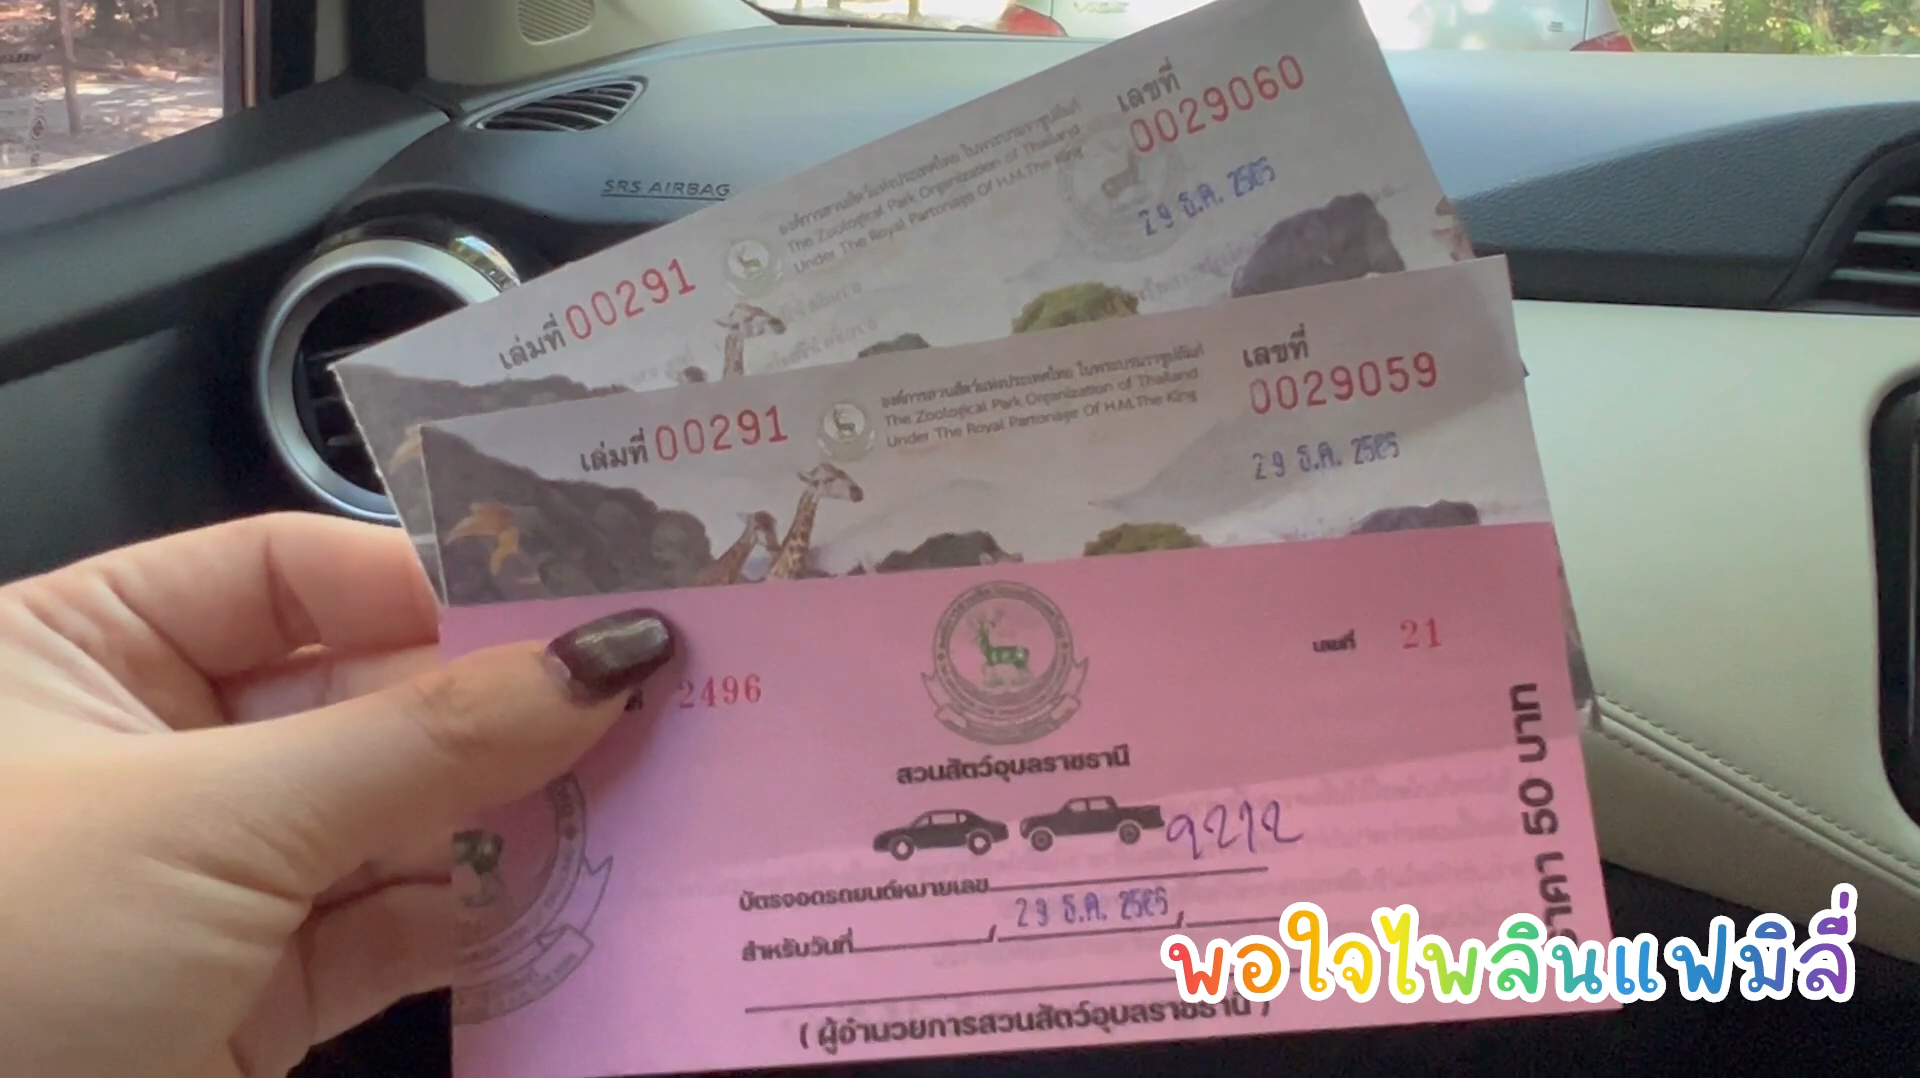 SRS AIRBAG
เล่มที่ 00291
องค์การสวนสัตว์แห่งประเทศไทย ในพระบรมราชูปถัมภ์
The Zoological Park Organization of Thailand
Under The Royal Partonage Of H.M.The King
เลขที่
0029060
29 ธ.ค. 2565
เล่มที่ 00291
องค์การสวนสัตว์แห่งประเทศไทย ในพระบรมราชูปถัมภ์
The Zoological Park Organization of Thailand
Under The Royal Partonage Of H.M.The King
เลขที่
0029059
29 ธ.ค. 2565
2496
เลขที่ 21
สวนสัตว์อุบลราชธานี
9212
บัตรจอดรถยนต์หมายเลข
สำหรับวันที่ / 29 ธ.ค. 2565 /
( ผู้อำนวยการสวนสัตว์อุบลราชธานี )
ราคา 50 บาท
พอใจไพลินแฟมิลี่